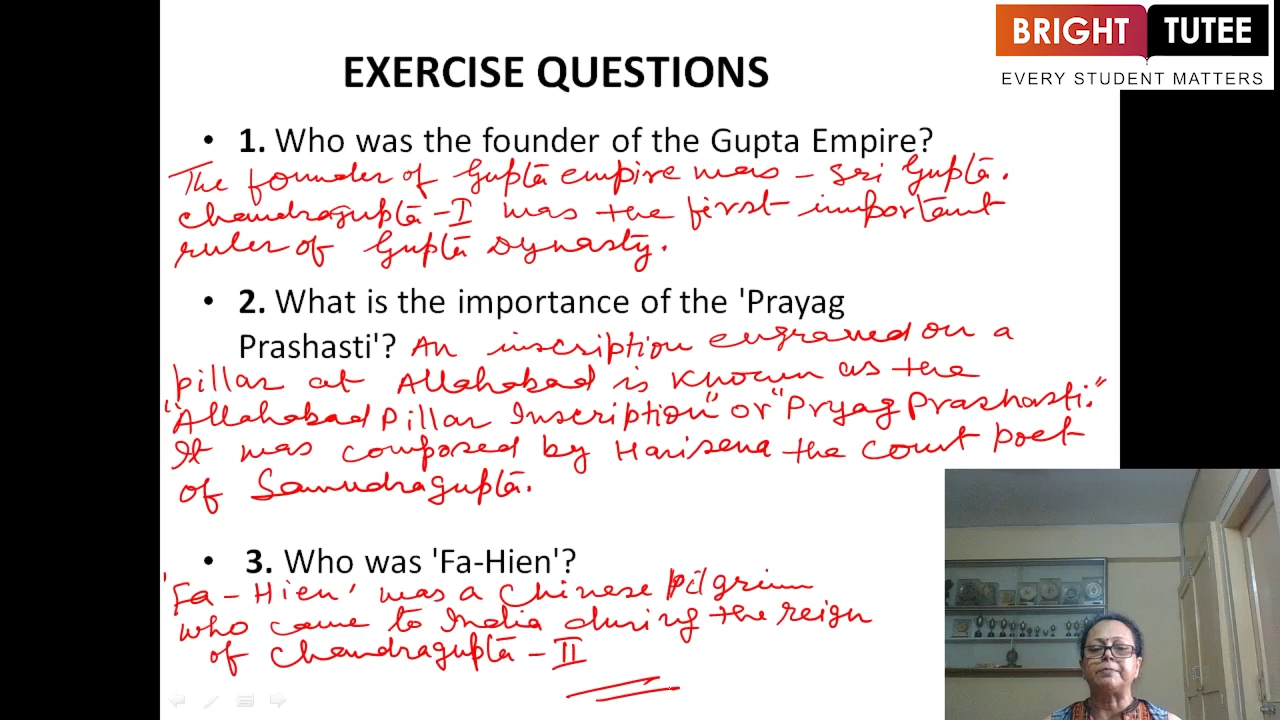 BRIGHT TUTEE
EVERY STUDENT MATTERS
EXERCISE QUESTIONS
• 1. Who was the founder of the Gupta Empire?
The founder of Gupta empire was – Sri Gupta.
Chandragupta – I was the first important
ruler of Gupta Dynasty.
• 2. What is the importance of the 'Prayag
Prashasti'? An inscription engraved on a
pillar at Allahabad is known as the
"Allahabad Pillar Inscription" or "Pryag Prashasti."
It was composed by Harisena the court poet
of Samudragupta.
• 3. Who was 'Fa-Hien'?
'Fa – Hien' was a Chinese pilgrim
who came to India during the reign
of Chandragupta – II